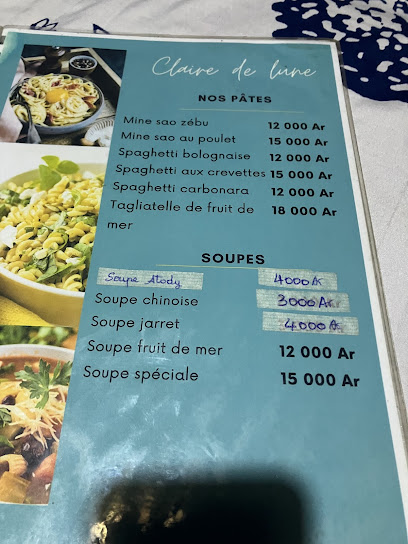 Claire de lune
NOS PÂTES
Mine sao zébu 12 000 Ar
Mine sao au poulet 15 000 Ar
Spaghetti bolognaise 12 000 Ar
Spaghetti aux crevettes 15 000 Ar
Spaghetti carbonara 12 000 Ar
Tagliatelle de fruit de 18 000 Ar
mer
SOUPES
Soupe Atody 4000 Ar
Soupe chinoise 3000 Ar
Soupe jarret 4000 Ar
Soupe fruit de mer 12 000 Ar
Soupe spéciale 15 000 Ar